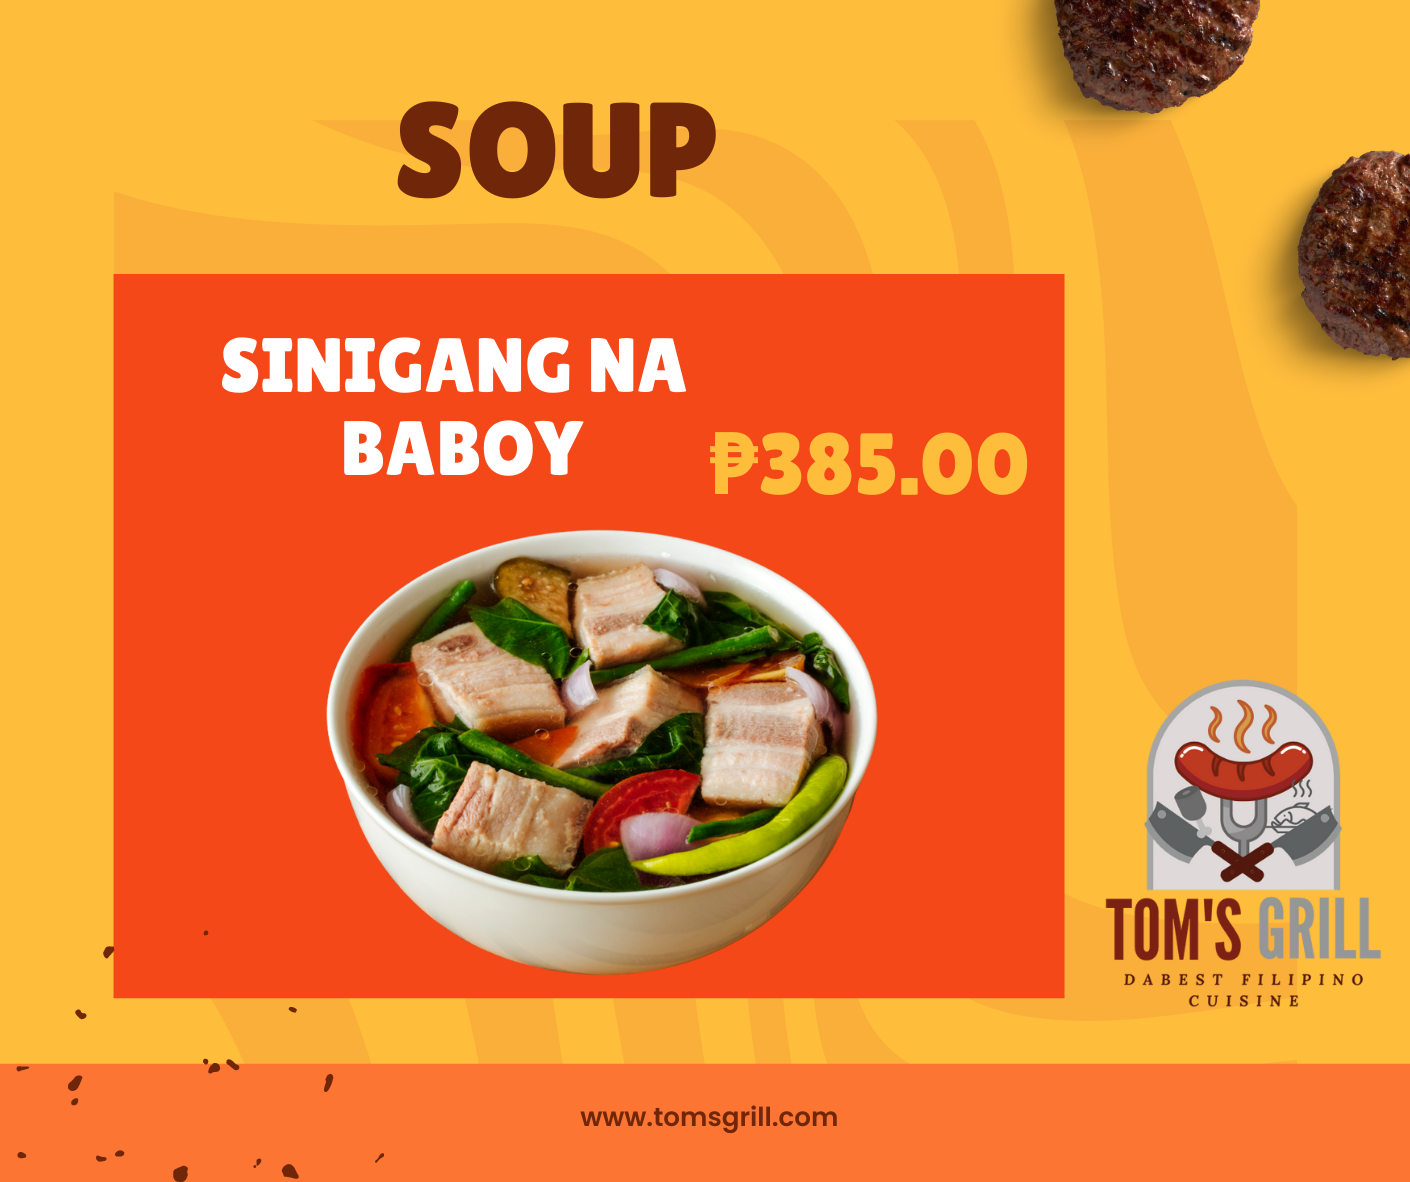 SOUP
SINIGANG NA
BABOY
₱385.00
TOM'S GRILL
DABEST FILIPINO
CUISINE
www.tomsgrill.com